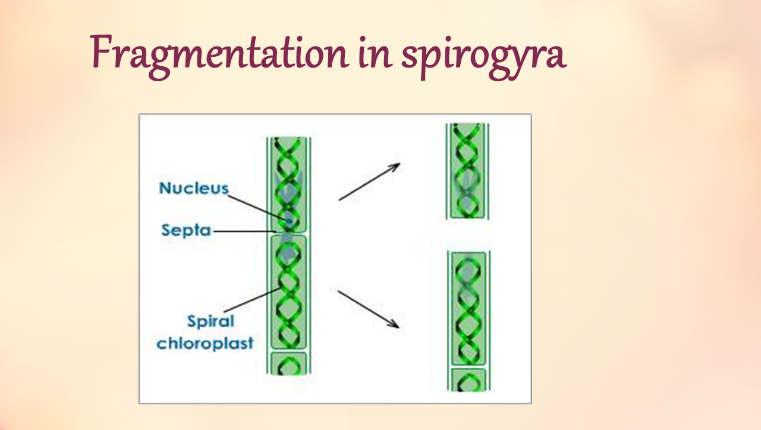 Fragmentation in spirogyra
Nucleus
Septa
Spiral
chloroplast